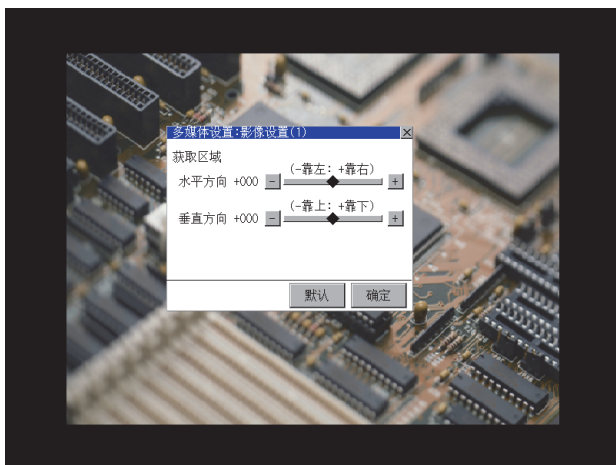 多媒体设置:影像设置(1)
获取区域
(-靠左: +靠右)
水平方向 +000 - +
(-靠上: +靠下)
垂直方向 +000 - +
默认 确定